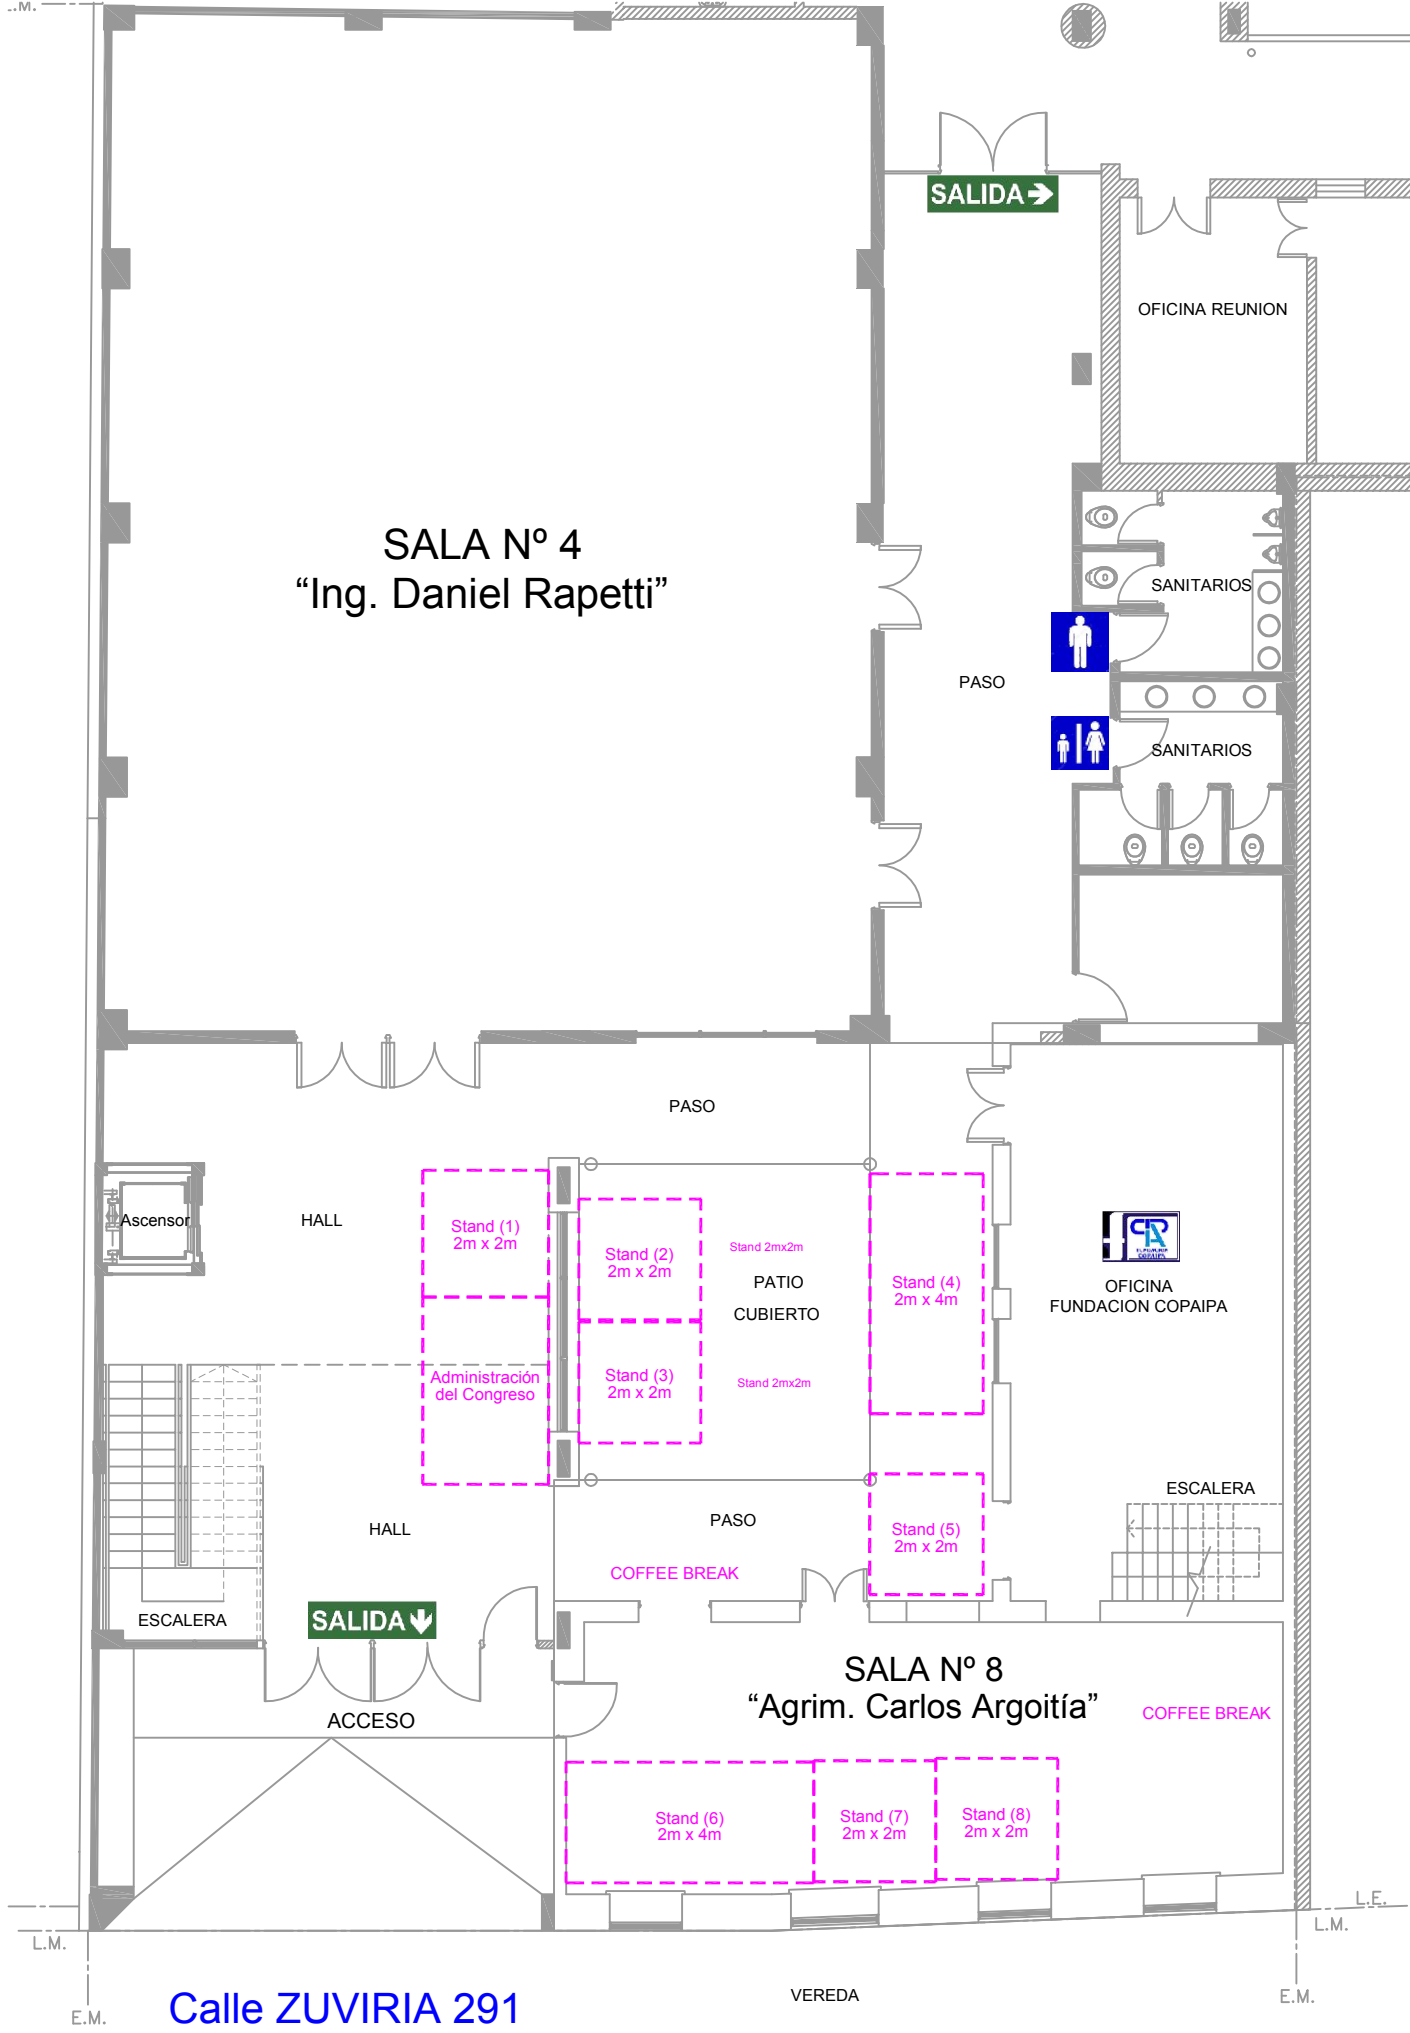 ..M.
SALIDA
OFICINA REUNION
SALA Nº 4
“Ing. Daniel Rapetti”
SANITARIOS
PASO
SANITARIOS
PASO
Ascensor
HALL
Stand (1)
2m x 2m
Stand (2)
2m x 2m
Stand 2mx2m
PATIO
CUBIERTO
Stand (4)
2m x 4m
OFICINA
FUNDACION COPAIPA
Administración
del Congreso
Stand (3)
2m x 2m
Stand 2mx2m
ESCALERA
HALL
PASO
Stand (5)
2m x 2m
COFFEE BREAK
ESCALERA
SALIDA
SALA Nº 8
“Agrim. Carlos Argoitía”
COFFEE BREAK
ACCESO
Stand (6)
2m x 4m
Stand (7)
2m x 2m
Stand (8)
2m x 2m
L.E.
L.M.
L.M.
VEREDA
E.M.
E.M.
Calle ZUVIRIA 291